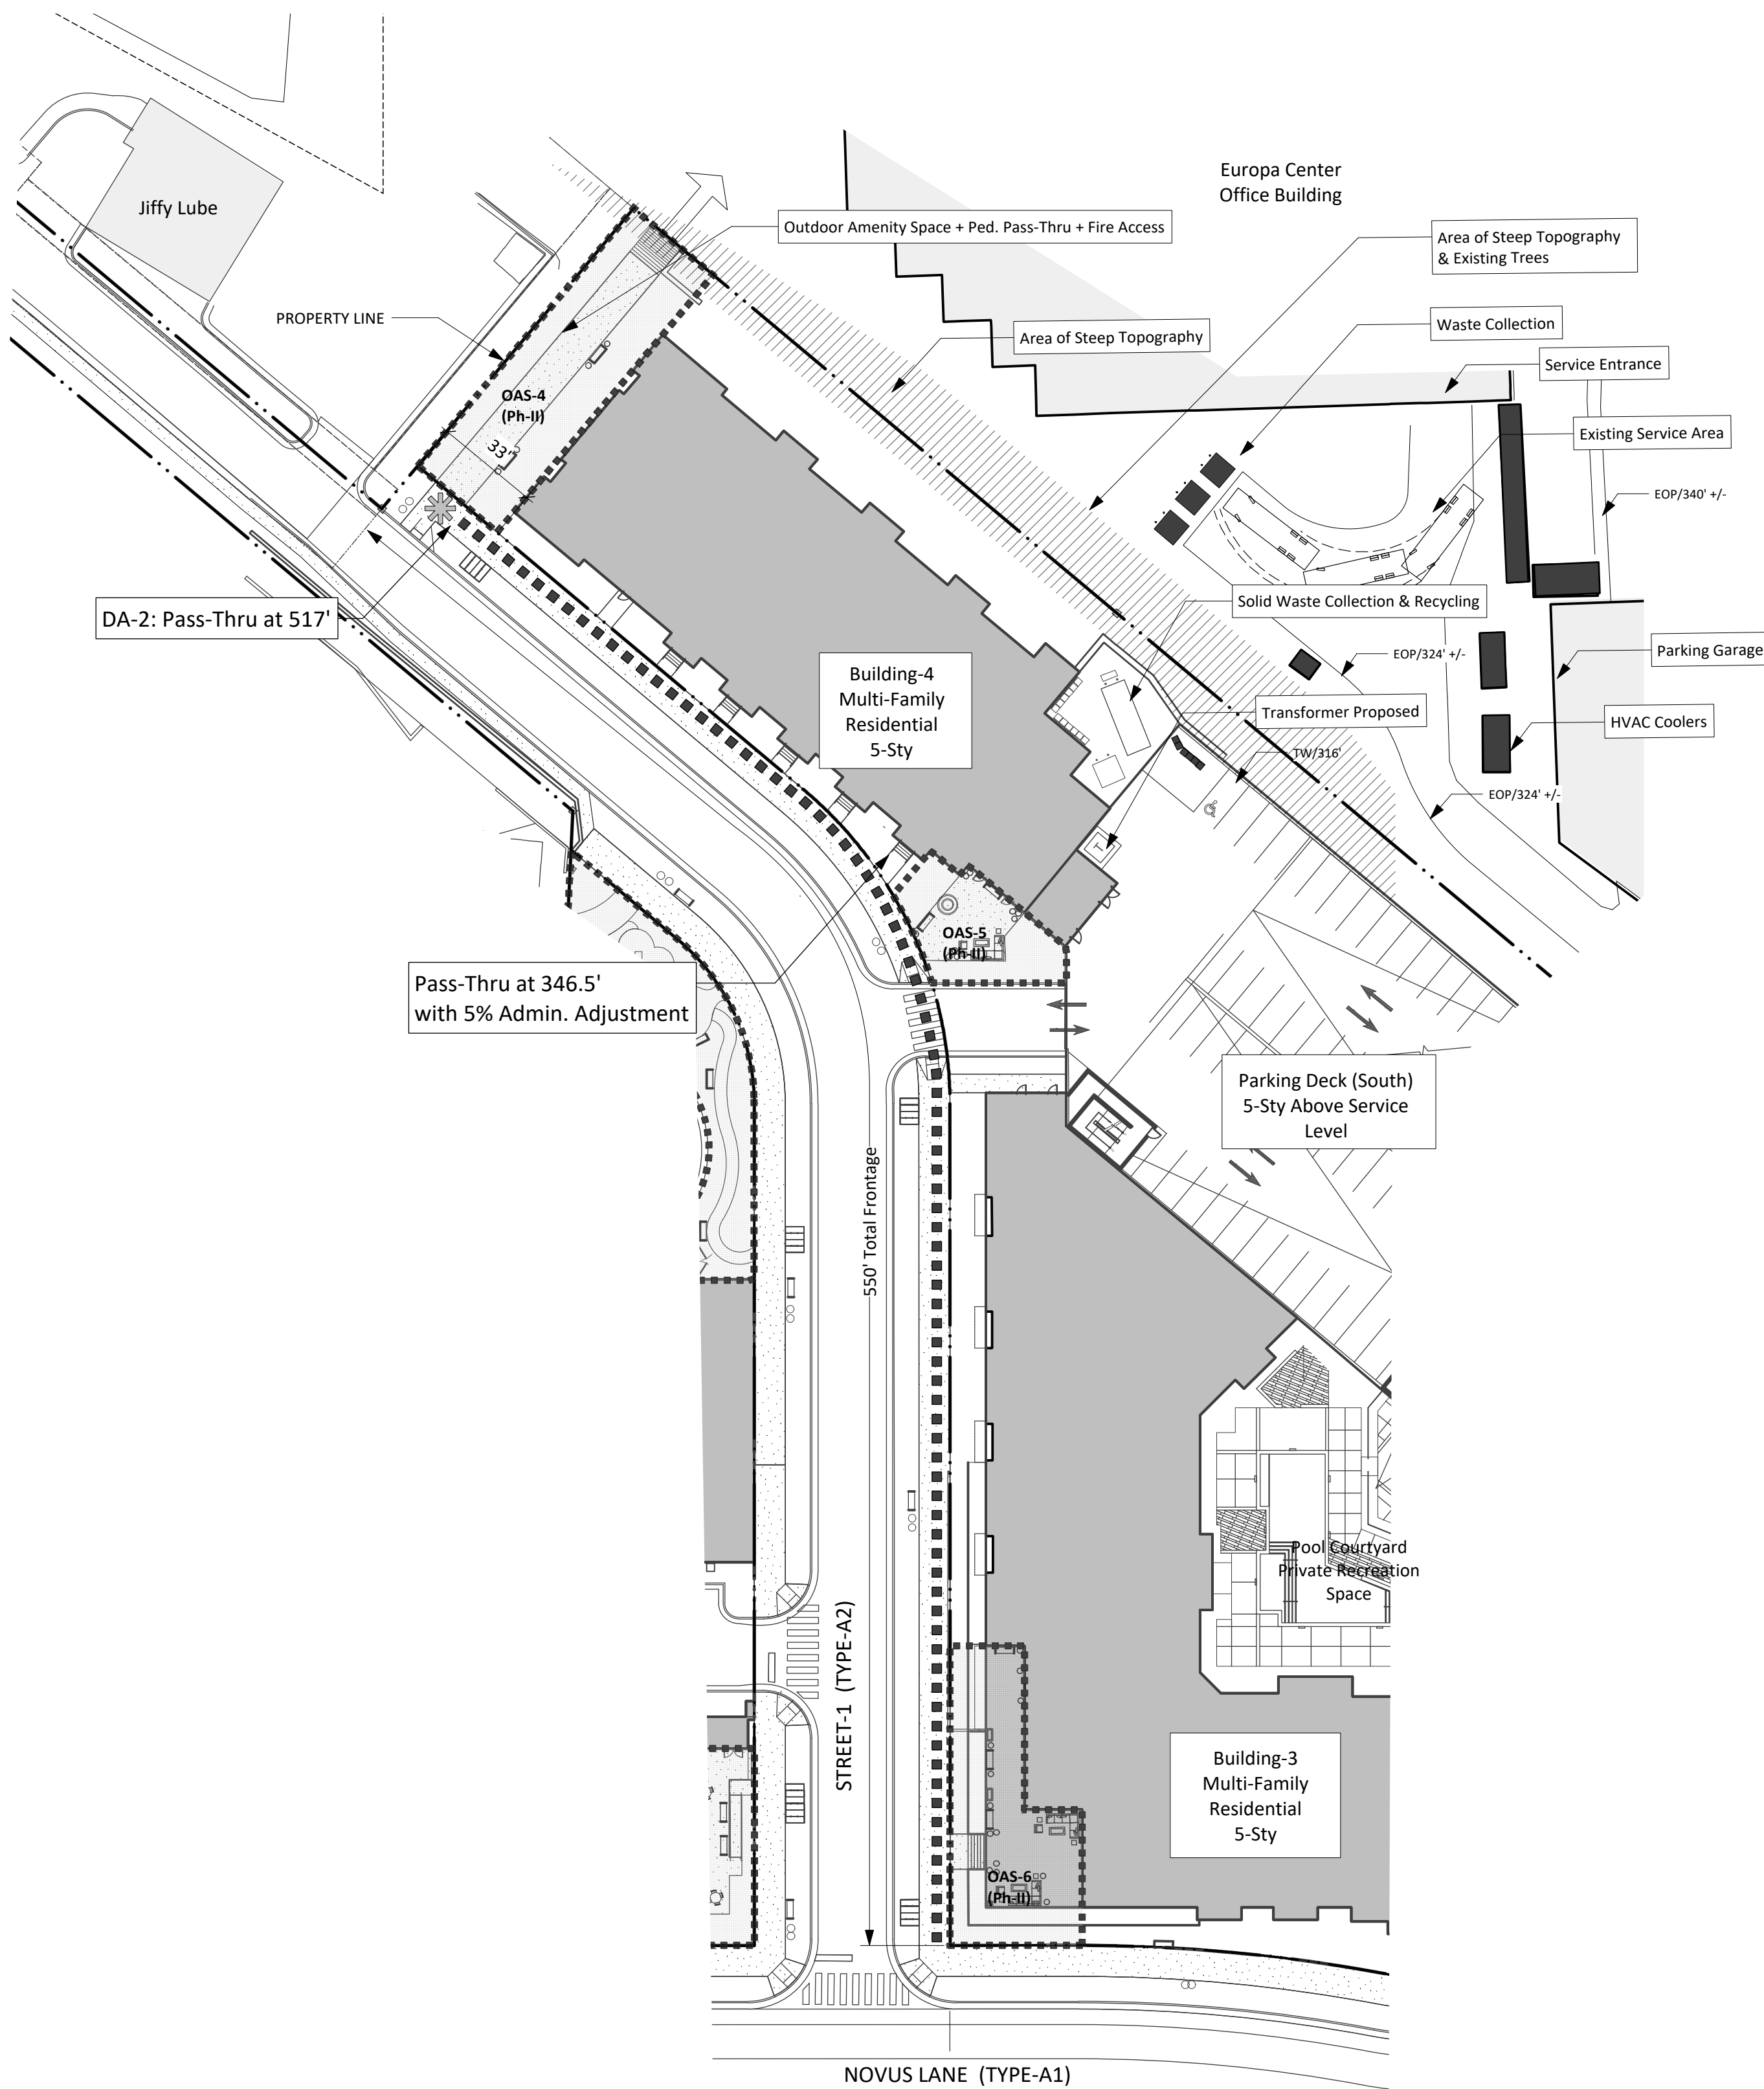 Europa Center
Office Building
Jiffy Lube
Outdoor Amenity Space + Ped. Pass-Thru + Fire Access
Area of Steep Topography
& Existing Trees
PROPERTY LINE
Area of Steep Topography
Waste Collection
Service Entrance
OAS-4
(Ph-II)
33'
Existing Service Area
EOP/340' +/-
DA-2: Pass-Thru at 517'
Solid Waste Collection & Recycling
EOP/324' +/-
Parking Garage
Building-4
Multi-Family
Residential
5-Sty
Transformer Proposed
HVAC Coolers
TW/316'
EOP/324' +/-
T
OAS-5
(Ph-II)
Pass-Thru at 346.5'
with 5% Admin. Adjustment
Parking Deck (South)
5-Sty Above Service
Level
550' Total Frontage
Pool Courtyard
Private Recreation
Space
STREET-1 (TYPE-A2)
Building-3
Multi-Family
Residential
5-Sty
OAS-6
(Ph-II)
NOVUS LANE (TYPE-A1)